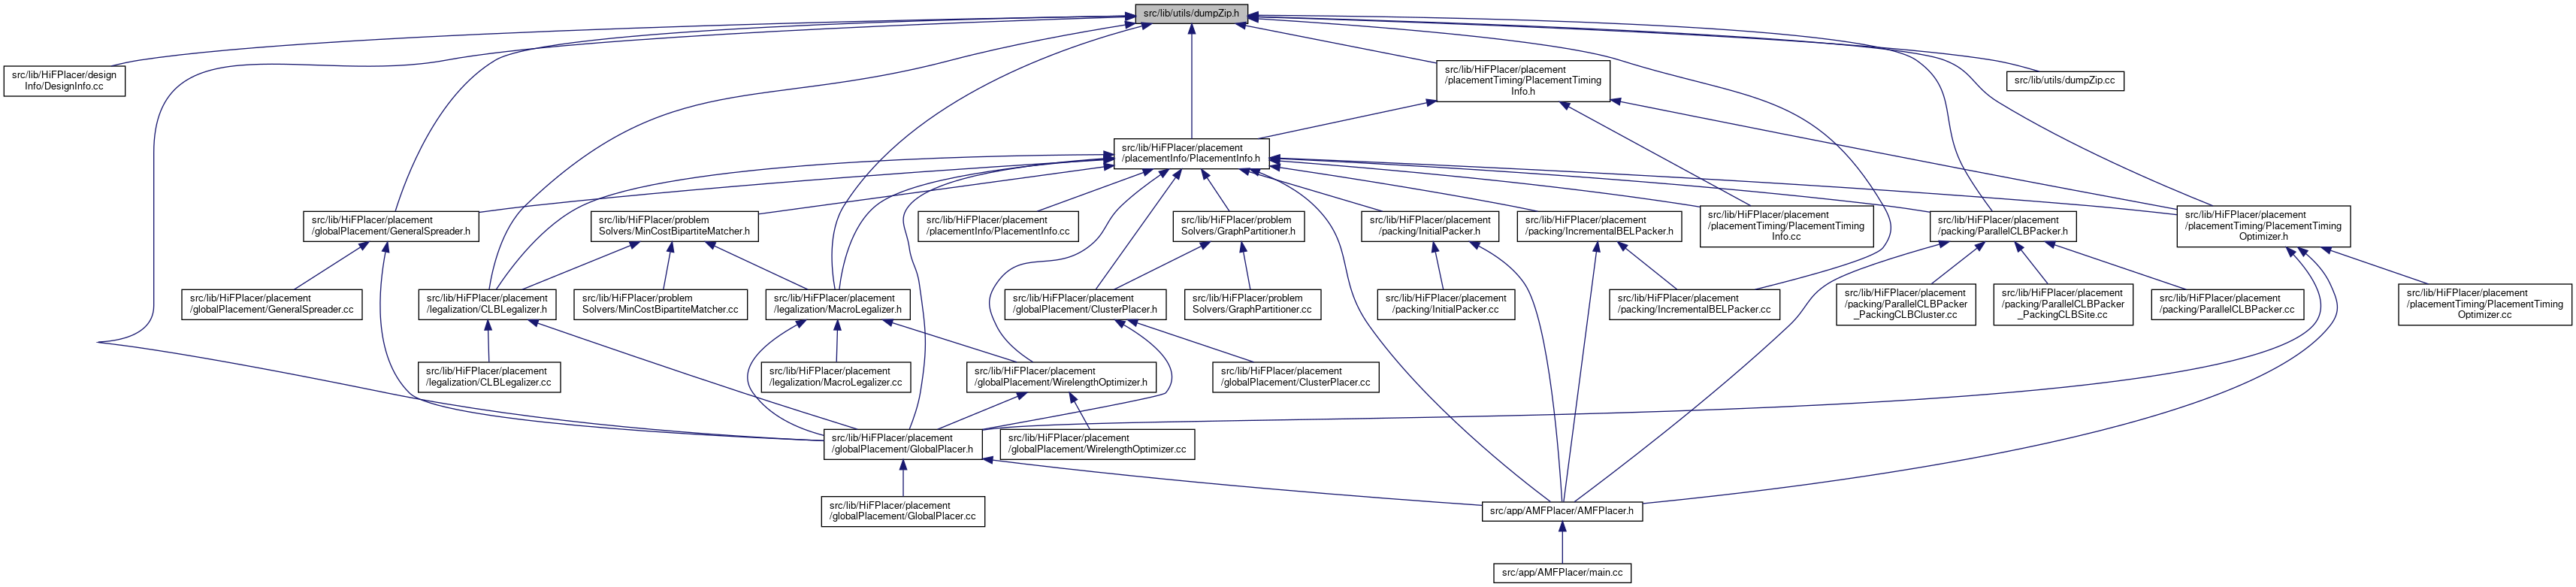 src/lib/utils/dumpZip.h
src/lib/HiFPlacer/design
Info/DesignInfo.cc
src/lib/HiFPlacer/placement
/placementTiming/PlacementTiming
Info.h
src/lib/utils/dumpZip.cc
src/lib/HiFPlacer/placement
/placementInfo/PlacementInfo.h
src/lib/HiFPlacer/placement
/globalPlacement/GeneralSpreader.h
src/lib/HiFPlacer/problem
Solvers/MinCostBipartiteMatcher.h
src/lib/HiFPlacer/placement
/placementInfo/PlacementInfo.cc
src/lib/HiFPlacer/problem
Solvers/GraphPartitioner.h
src/lib/HiFPlacer/placement
/packing/InitialPacker.h
src/lib/HiFPlacer/placement
/packing/IncrementalBELPacker.h
src/lib/HiFPlacer/placement
/placementTiming/PlacementTiming
Info.cc
src/lib/HiFPlacer/placement
/packing/ParallelCLBPacker.h
src/lib/HiFPlacer/placement
/placementTiming/PlacementTiming
Optimizer.h
src/lib/HiFPlacer/placement
/globalPlacement/GeneralSpreader.cc
src/lib/HiFPlacer/placement
/legalization/CLBLegalizer.h
src/lib/HiFPlacer/problem
Solvers/MinCostBipartiteMatcher.cc
src/lib/HiFPlacer/placement
/legalization/MacroLegalizer.h
src/lib/HiFPlacer/placement
/globalPlacement/ClusterPlacer.h
src/lib/HiFPlacer/problem
Solvers/GraphPartitioner.cc
src/lib/HiFPlacer/placement
/packing/InitialPacker.cc
src/lib/HiFPlacer/placement
/packing/IncrementalBELPacker.cc
src/lib/HiFPlacer/placement
/packing/ParallelCLBPacker
_PackingCLBCluster.cc
src/lib/HiFPlacer/placement
/packing/ParallelCLBPacker
_PackingCLBSite.cc
src/lib/HiFPlacer/placement
/packing/ParallelCLBPacker.cc
src/lib/HiFPlacer/placement
/placementTiming/PlacementTiming
Optimizer.cc
src/lib/HiFPlacer/placement
/legalization/CLBLegalizer.cc
src/lib/HiFPlacer/placement
/legalization/MacroLegalizer.cc
src/lib/HiFPlacer/placement
/globalPlacement/WirelengthOptimizer.h
src/lib/HiFPlacer/placement
/globalPlacement/ClusterPlacer.cc
src/lib/HiFPlacer/placement
/globalPlacement/GlobalPlacer.h
src/lib/HiFPlacer/placement
/globalPlacement/WirelengthOptimizer.cc
src/lib/HiFPlacer/placement
/globalPlacement/GlobalPlacer.cc
src/app/AMFPlacer/AMFPlacer.h
src/app/AMFPlacer/main.cc